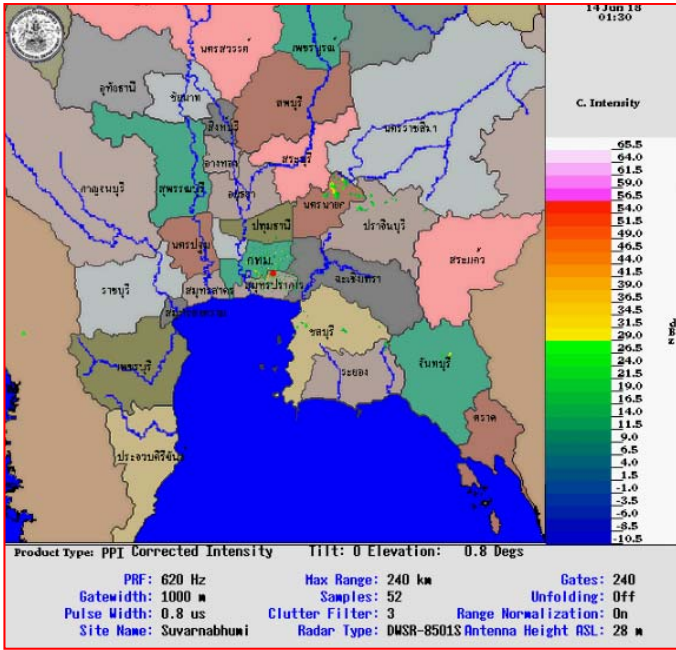 14 Jun 18
01:30
C. Intensity
65.5
64.0
61.5
59.0
56.5
54.0
51.5
49.0
46.5
44.0
41.5
39.0
36.5
34.0
31.5
29.0
26.5
24.0
21.5
19.0
16.5
14.0
11.5
9.0
6.5
4.0
1.5
-1.0
-3.5
-6.0
-8.5
-10.5
นครสวรรค์
เพชรบูรณ์
อุทัยธานี
ชัยนาท
ลพบุรี
สิงห์บุรี
นครราชสีมา
อ่างทอง
สระบุรี
กาญจนบุรี
สุพรรณบุรี
อยุธยา
นครนายก
ปทุมธานี
ปราจีนบุรี
นครปฐม
กทม.
สระแก้ว
ราชบุรี
สมุทรสาคร
สมุทรปราการ
ฉะเชิงเทรา
ชลบุรี
เพชรบุรี
ระยอง
จันทบุรี
ตราด
ประจวบคีรีขันธ์
Product Type: PPI Corrected Intensity Tilt: 0 Elevation: 0.8 Degs
PRF: 620 Hz Max Range: 240 km Gates: 240
Gatewidth: 1000 m Samples: 52 Unfolding: Off
Pulse Width: 0.8 us Clutter Filter: 3 Range Normalization: On
Site Name: Suvarnabhumi Radar Type: DWSR-8501S Antenna Height ASL: 28 m